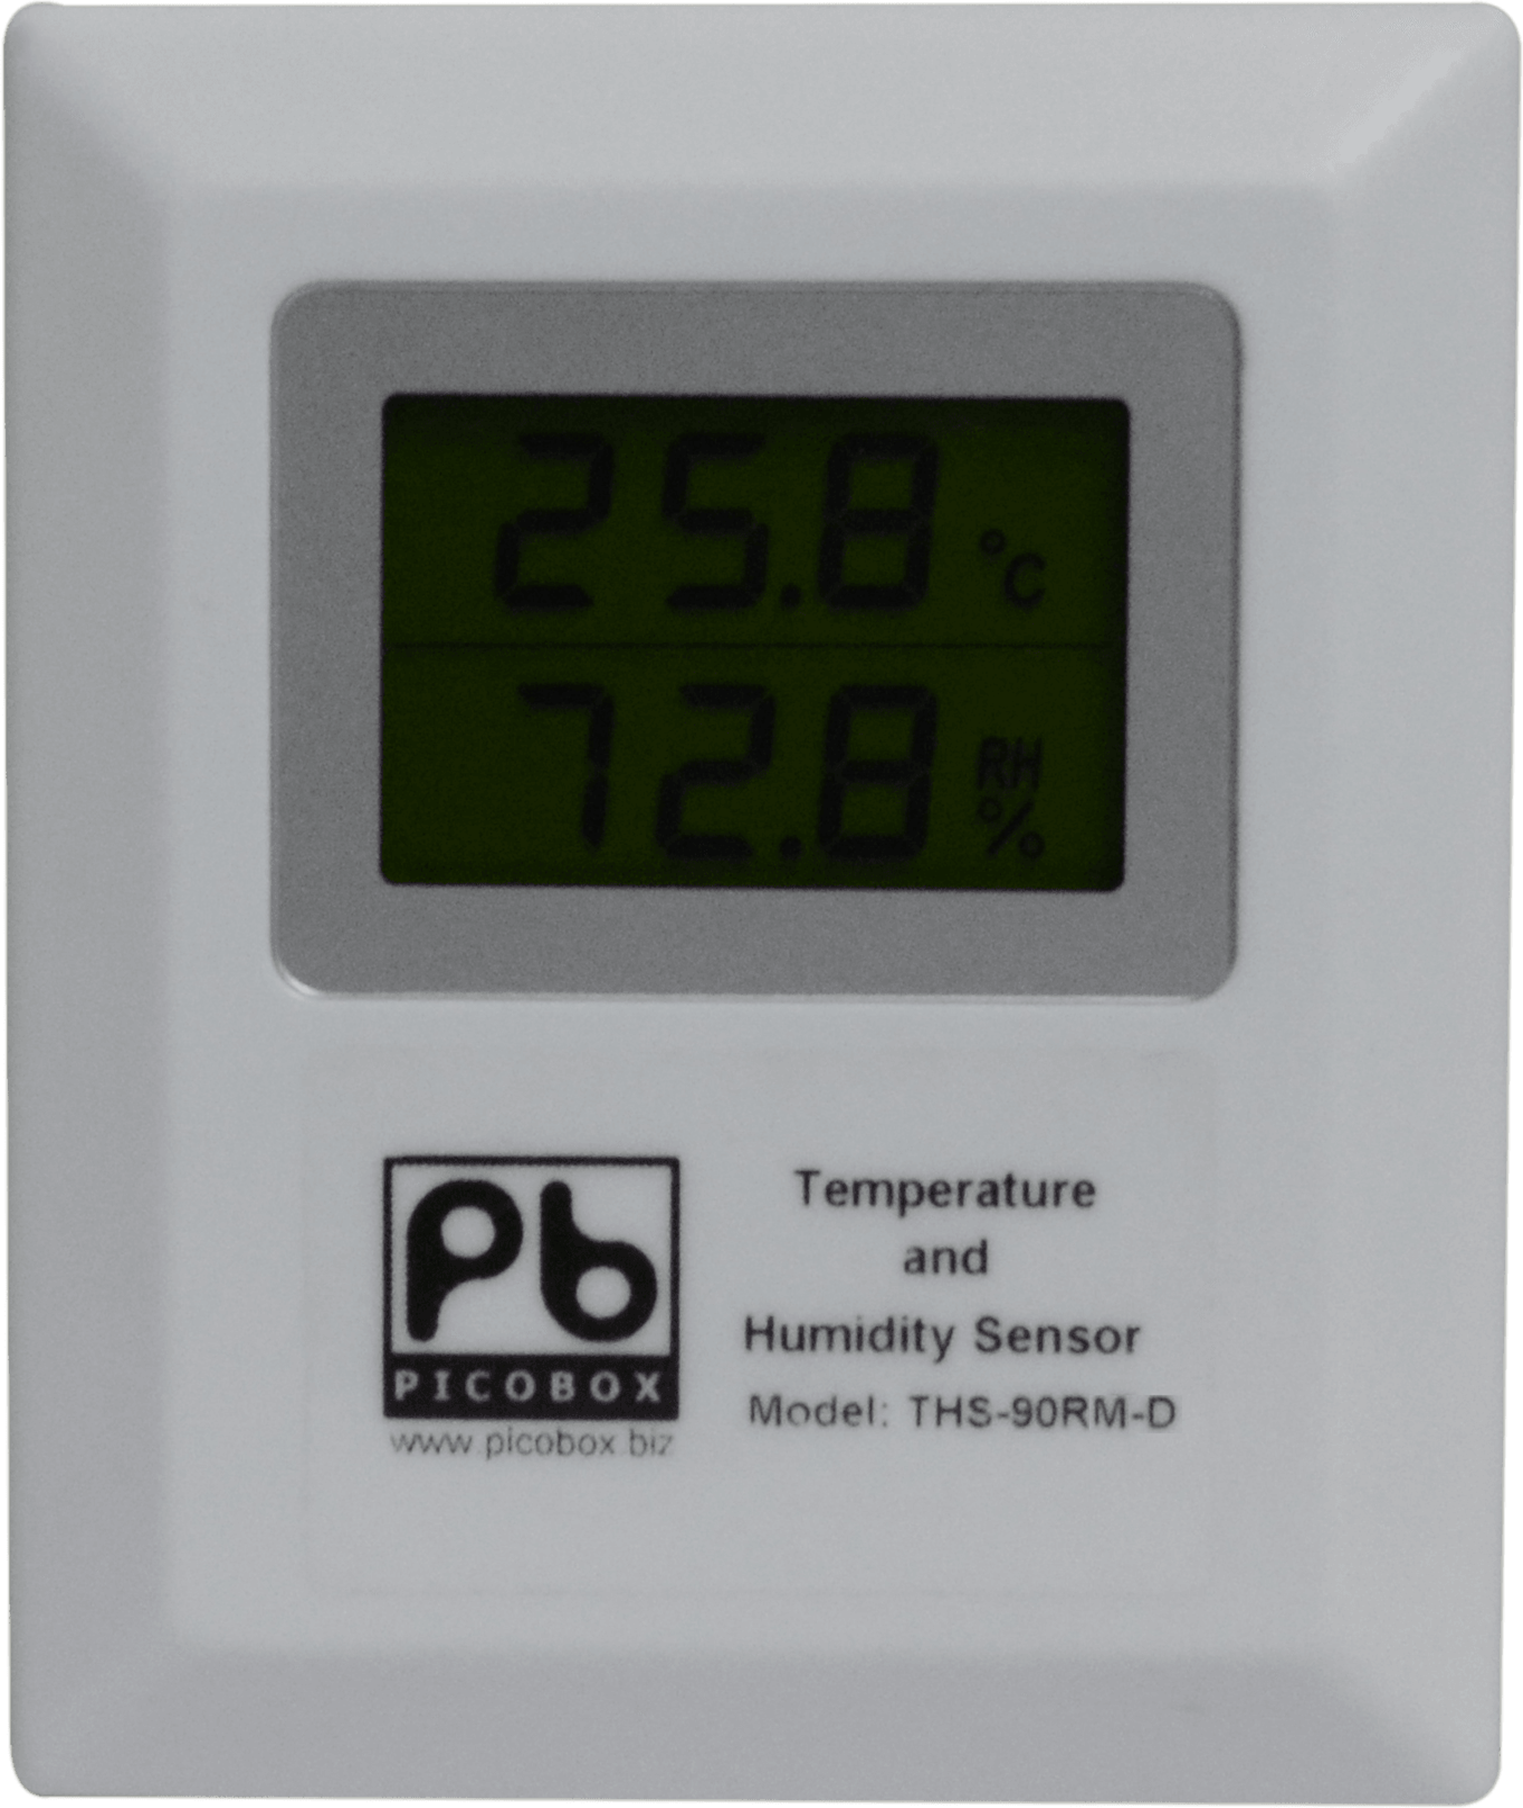 25.8 °C
72.8 RH %
Pb
PICOBOX
www.picobox.biz
Temperature
and
Humidity Sensor
Model: THS-90RM-D